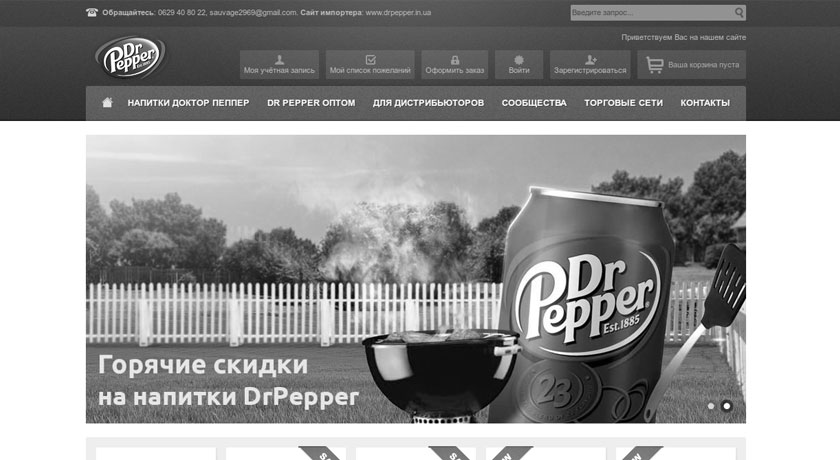 Обращайтесь: 0629 40 80 22, sauvage2969@gmail.com. Сайт импортера: www.drpepper.in.ua
Введите запрос...
Приветствуем Вас на нашем сайте
Dr Pepper
Моя учётная запись
Мой список пожеланий
Оформить заказ
Войти
Зарегистрироваться
Ваша корзина пуста
НАПИТКИ ДОКТОР ПЕППЕР
DR PEPPER ОПТОМ
ДЛЯ ДИСТРИБЬЮТОРОВ
СООБЩЕСТВА
ТОРГОВЫЕ СЕТИ
КОНТАКТЫ
Dr
Pepper
Est.1885
23
Горячие скидки
на напитки DrPepper